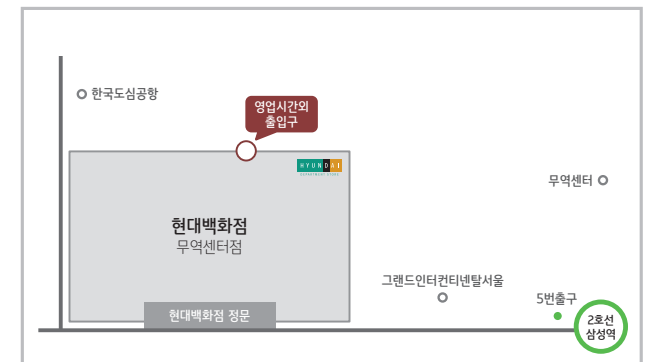 한국도심공항
영업시간외
출입구
HYUNDAI
DEPARTMENT STORE
무역센터
현대백화점
무역센터점
그랜드인터컨티넨탈서울
5번출구
현대백화점 정문
2호선
삼성역